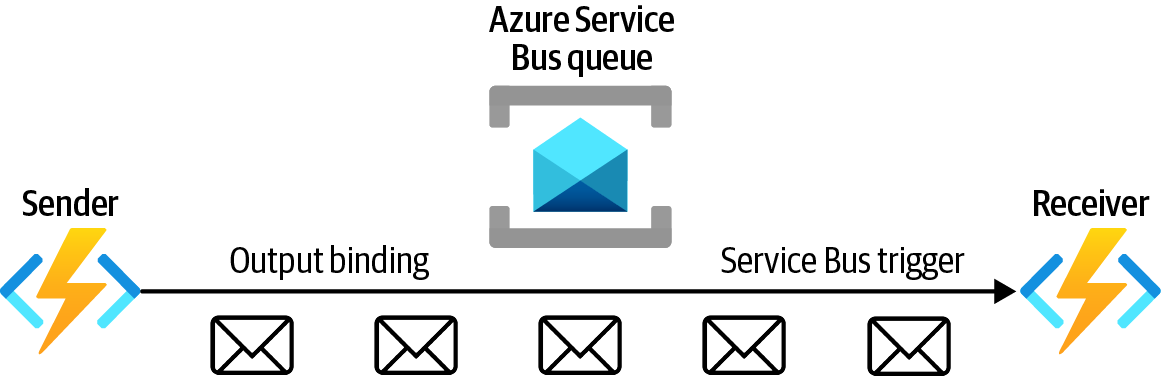 Azure Service
Bus queue
Sender
Receiver
Output binding
Service Bus trigger